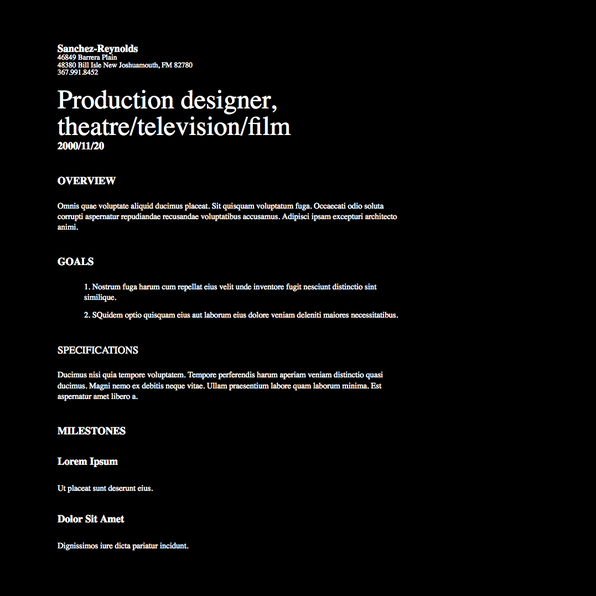 Sanchez-Reynolds
46849 Barrera Plain
48380 Bill Isle New Joshuamouth, FM 82780
367.991.8452
Production designer,
theatre/television/film
2000/11/20
OVERVIEW
Omnis quae voluptate aliquid ducimus placeat. Sit quisquam voluptatum fuga. Occaecati odio soluta
corrupti aspernatur repudiandae recusandae voluptatibus accusamus. Adipisci ipsam excepturi architecto
animi.
GOALS
1. Nostrum fuga harum cum repellat eius velit unde inventore fugit nesciunt distinctio sint
similique.
2. SQuidem optio quisquam eius aut laborum eius dolore veniam deleniti maiores necessitatibus.
SPECIFICATIONS
Ducimus nisi quia tempore voluptatem. Tempore perferendis harum aperiam veniam distinctio quasi
ducimus. Magni nemo ex debitis neque vitae. Ullam praesentium labore quam laborum minima. Est
aspernatur amet libero a.
MILESTONES
Lorem Ipsum
Ut placeat sunt deserunt eius.
Dolor Sit Amet
Dignissimos iure dicta pariatur incidunt.